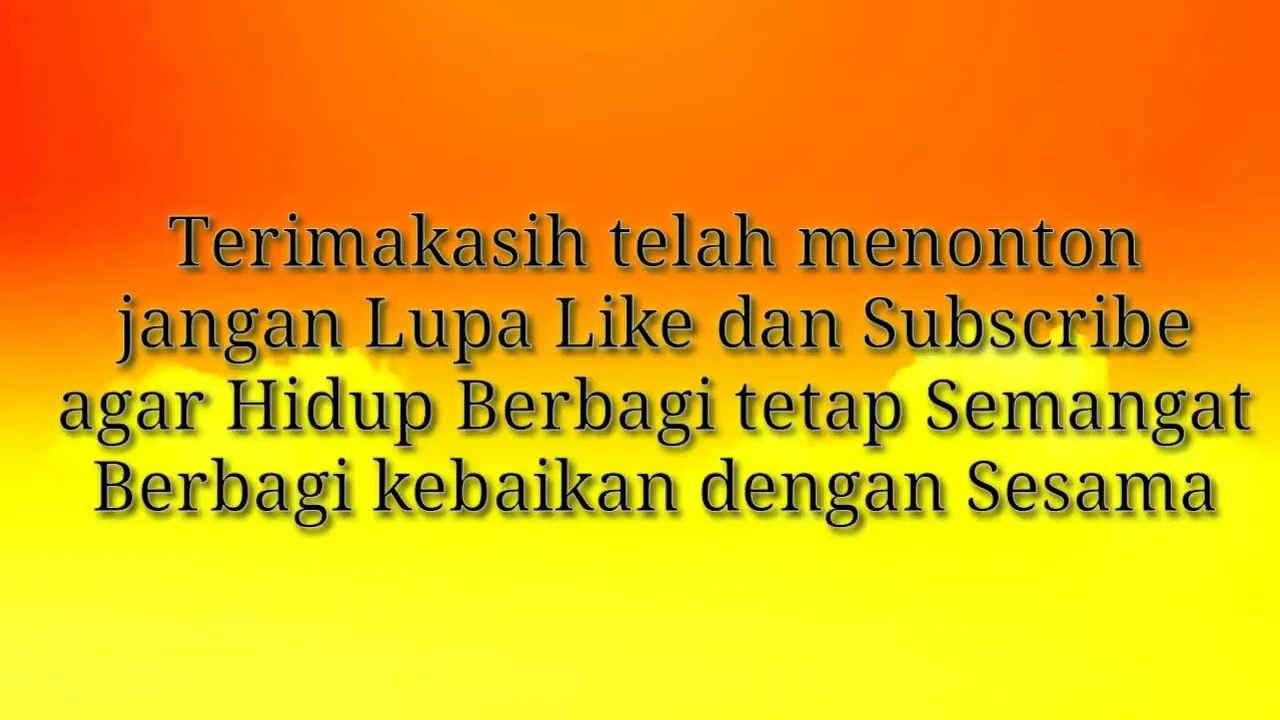 Terimakasih telah menonton
jangan Lupa Like dan Subscribe
agar Hidup Berbagi tetap Semangat
Berbagi kebaikan dengan Sesama